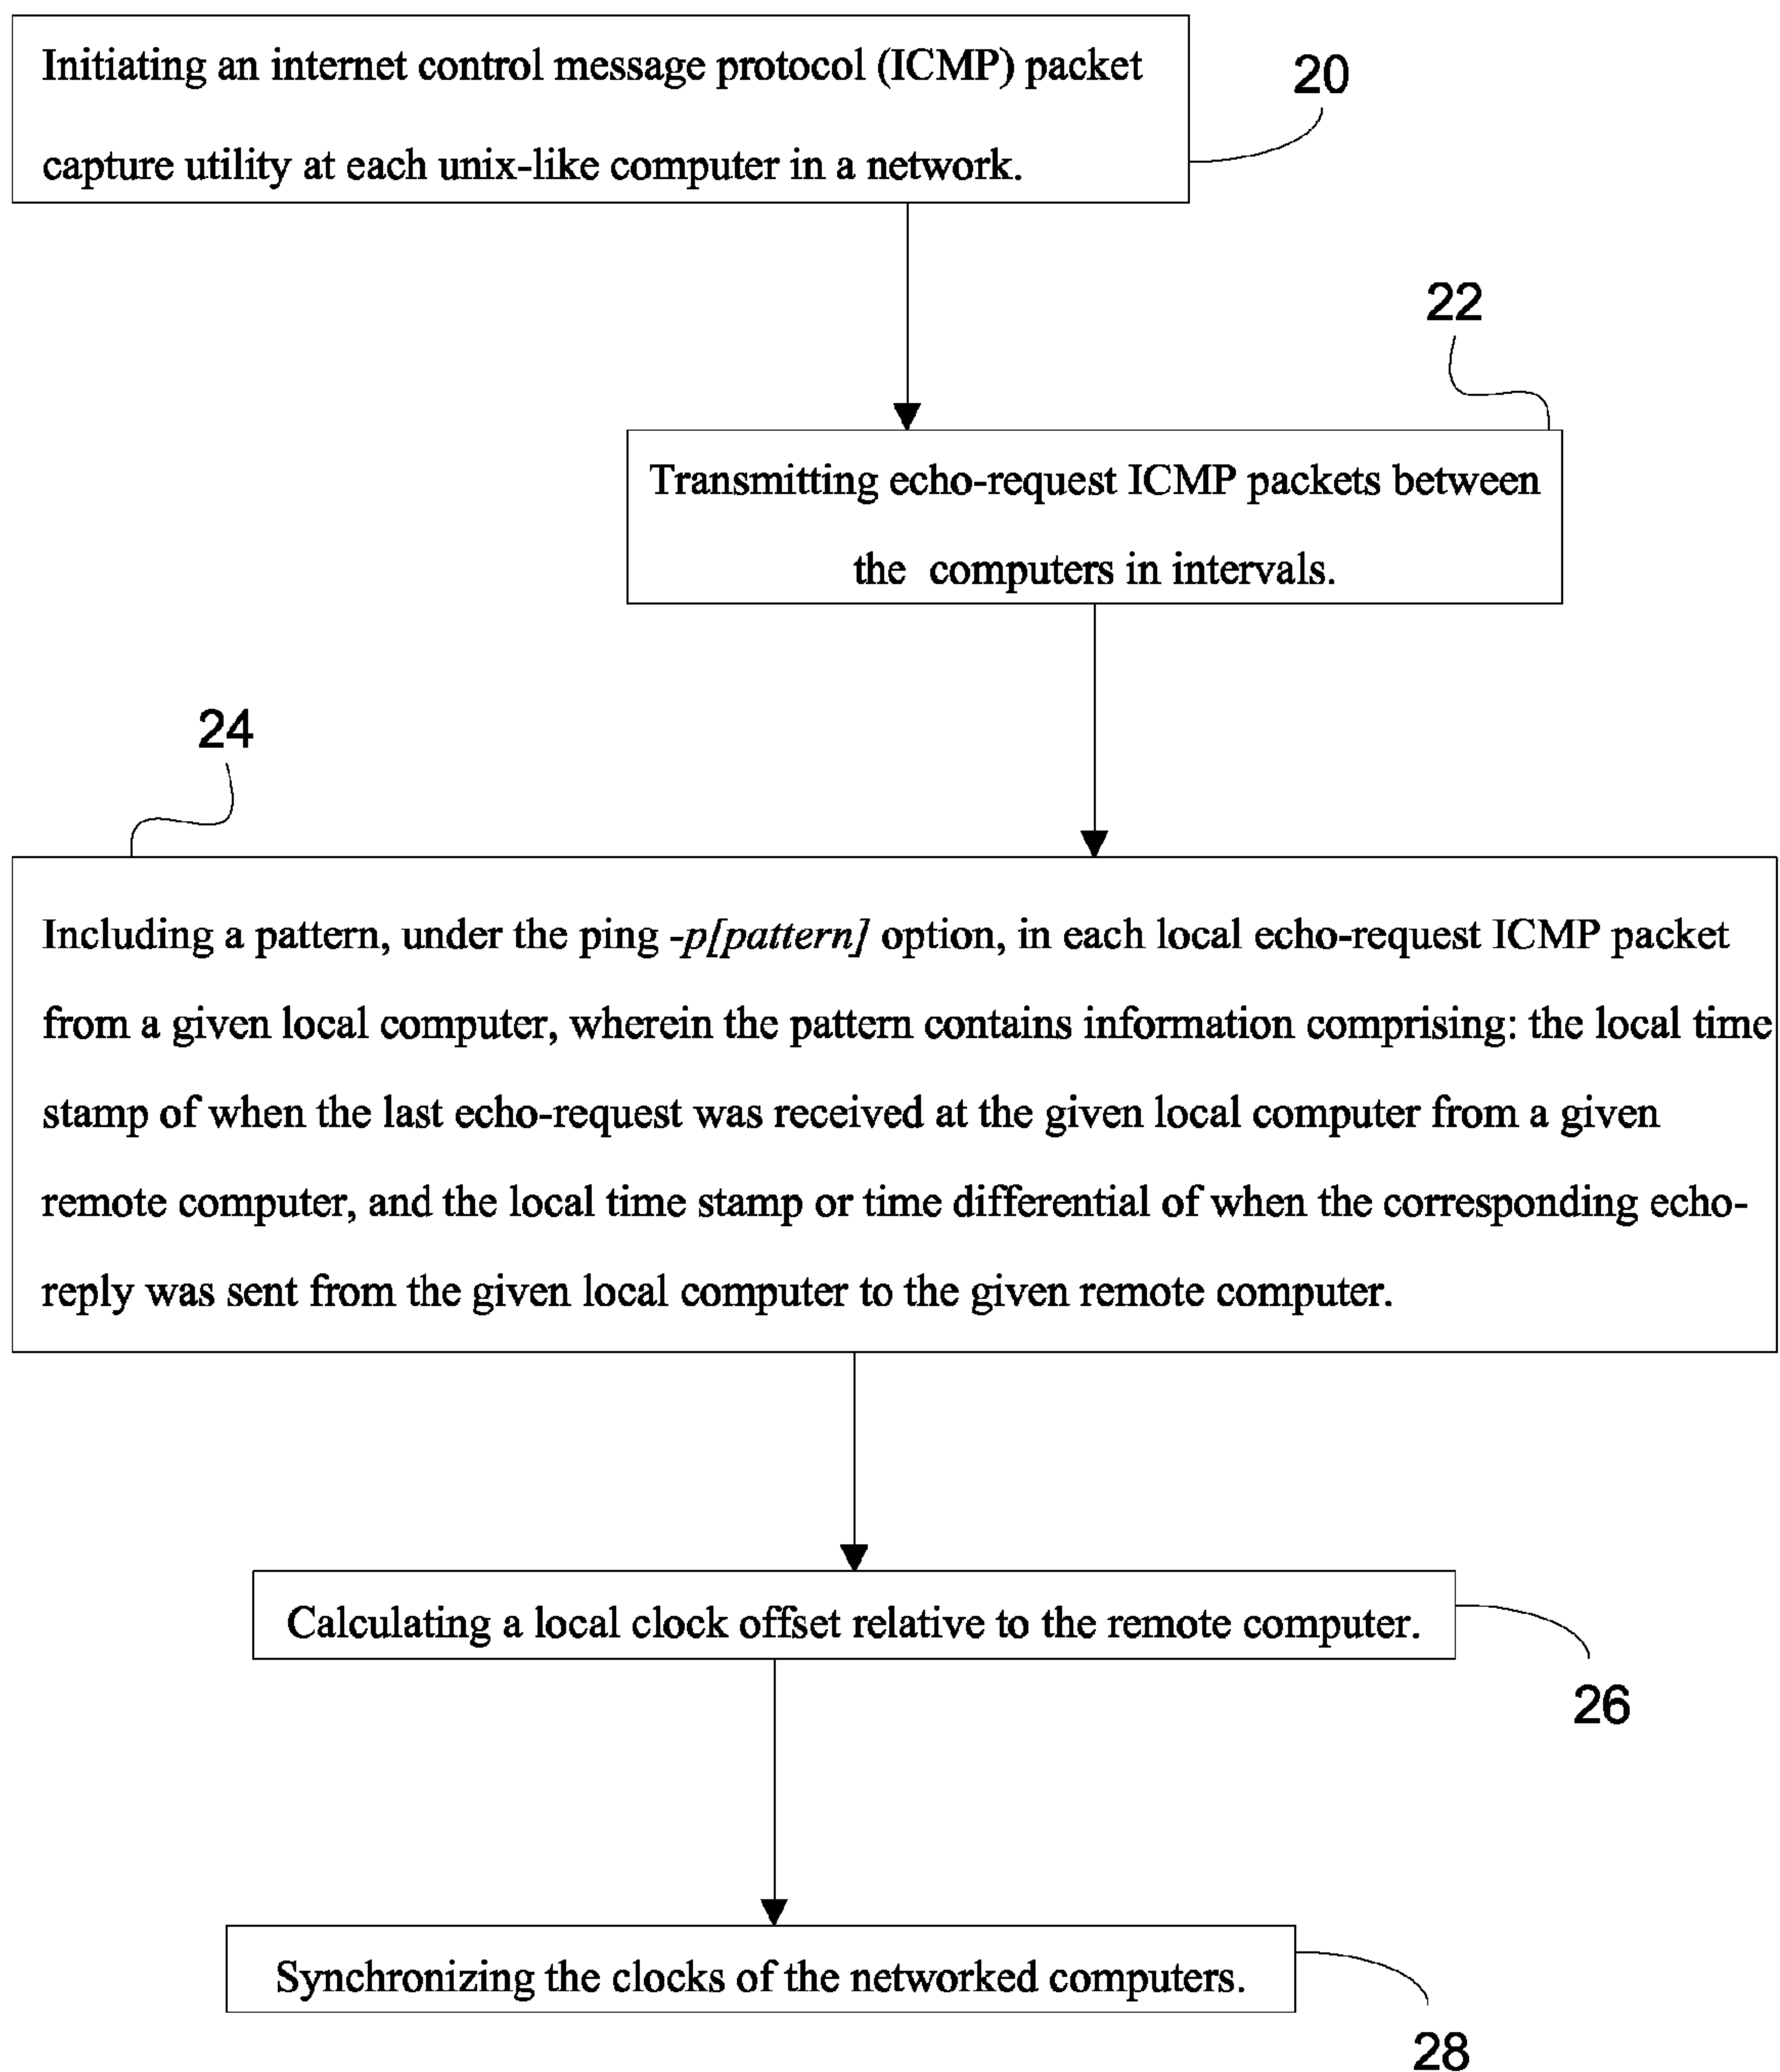 Initiating an internet control message protocol (ICMP) packet
20
capture utility at each unix-like computer in a network.
22
Transmitting echo-request ICMP packets between
the computers in intervals.
24
Including a pattern, under the ping -p[pattern] option, in each local echo-request ICMP packet
from a given local computer, wherein the pattern contains information comprising: the local time
stamp of when the last echo-request was received at the given local computer from a given
remote computer, and the local time stamp or time differential of when the corresponding echo-
reply was sent from the given local computer to the given remote computer.
Calculating a local clock offset relative to the remote computer.
26
Synchronizing the clocks of the networked computers.
28